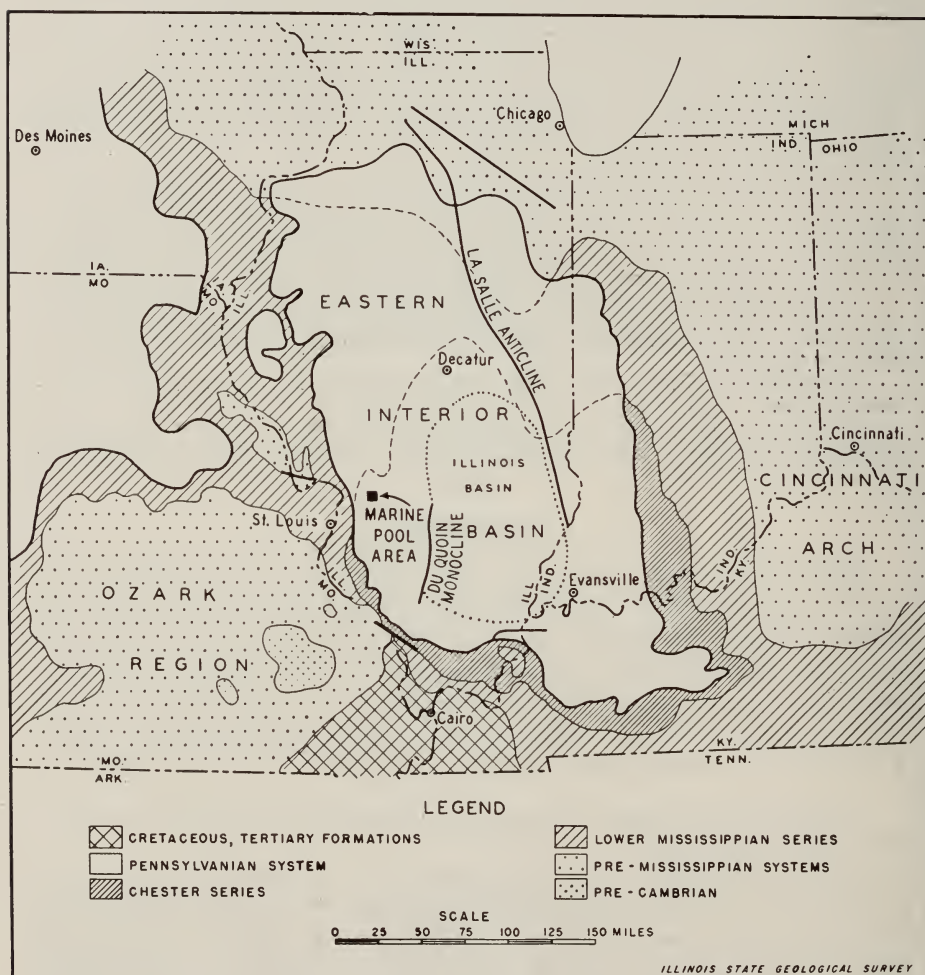 WIS.
ILL.
Chicago
Des Moines
MICH
IND.
OHIO
IA.
MO
MO.
ILL.
LA SALLE ANTICLINE
EASTERN
Decatur
INTERIOR
ILLINOIS
BASIN
Cincinnati
CINCINNATI
MARINE
POOL
AREA
St. Louis
DU QUOIN
MONOCLINE
BASIN
ARCH
IND.
KY.
ILL.
IND.
Evansville
ILL.
MO.
OZARK
REGION
Cairo
MO.
ARK.
KY.
TENN.
LEGEND
CRETACEOUS, TERTIARY FORMATIONS
PENNSYLVANIAN SYSTEM
CHESTER SERIES
LOWER MISSISSIPPIAN SERIES
PRE-MISSISSIPPIAN SYSTEMS
PRE-CAMBRIAN
SCALE
0 25 50 75 100 125 150 MILES
ILLINOIS STATE GEOLOGICAL SURVEY